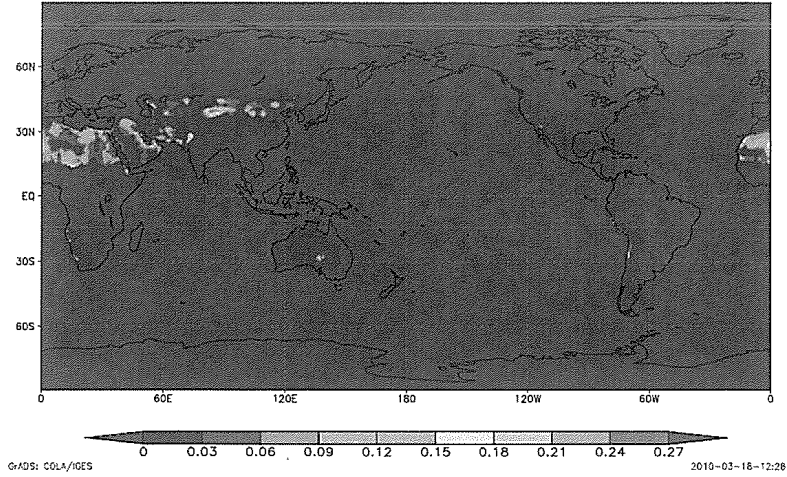 60N
30N
EQ
30S
60S
0 60E 120E 180 120W 60W 0
0 0.03 0.06 0.09 0.12 0.15 0.18 0.21 0.24 0.27
GrADS: COLA/IGES 2010-03-18-12:28